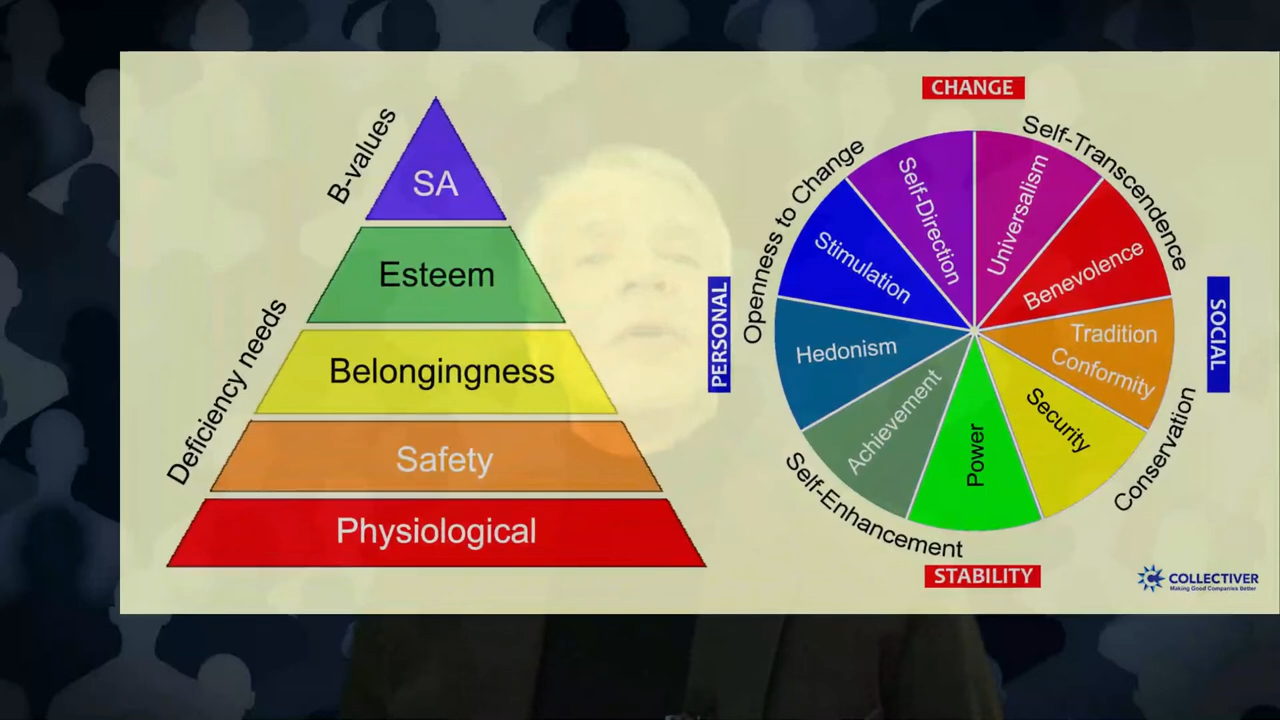 B-values
SA
Esteem
Deficiency needs
Belongingness
Safety
Physiological
CHANGE
Openness to Change
Self-Transcendence
Self-Direction
Universalism
Stimulation
Benevolence
PERSONAL
SOCIAL
Hedonism
Tradition
Conformity
Achievement
Power
Security
Self-Enhancement
Conservation
STABILITY
COLLECTIVER
Making Good Companies Better